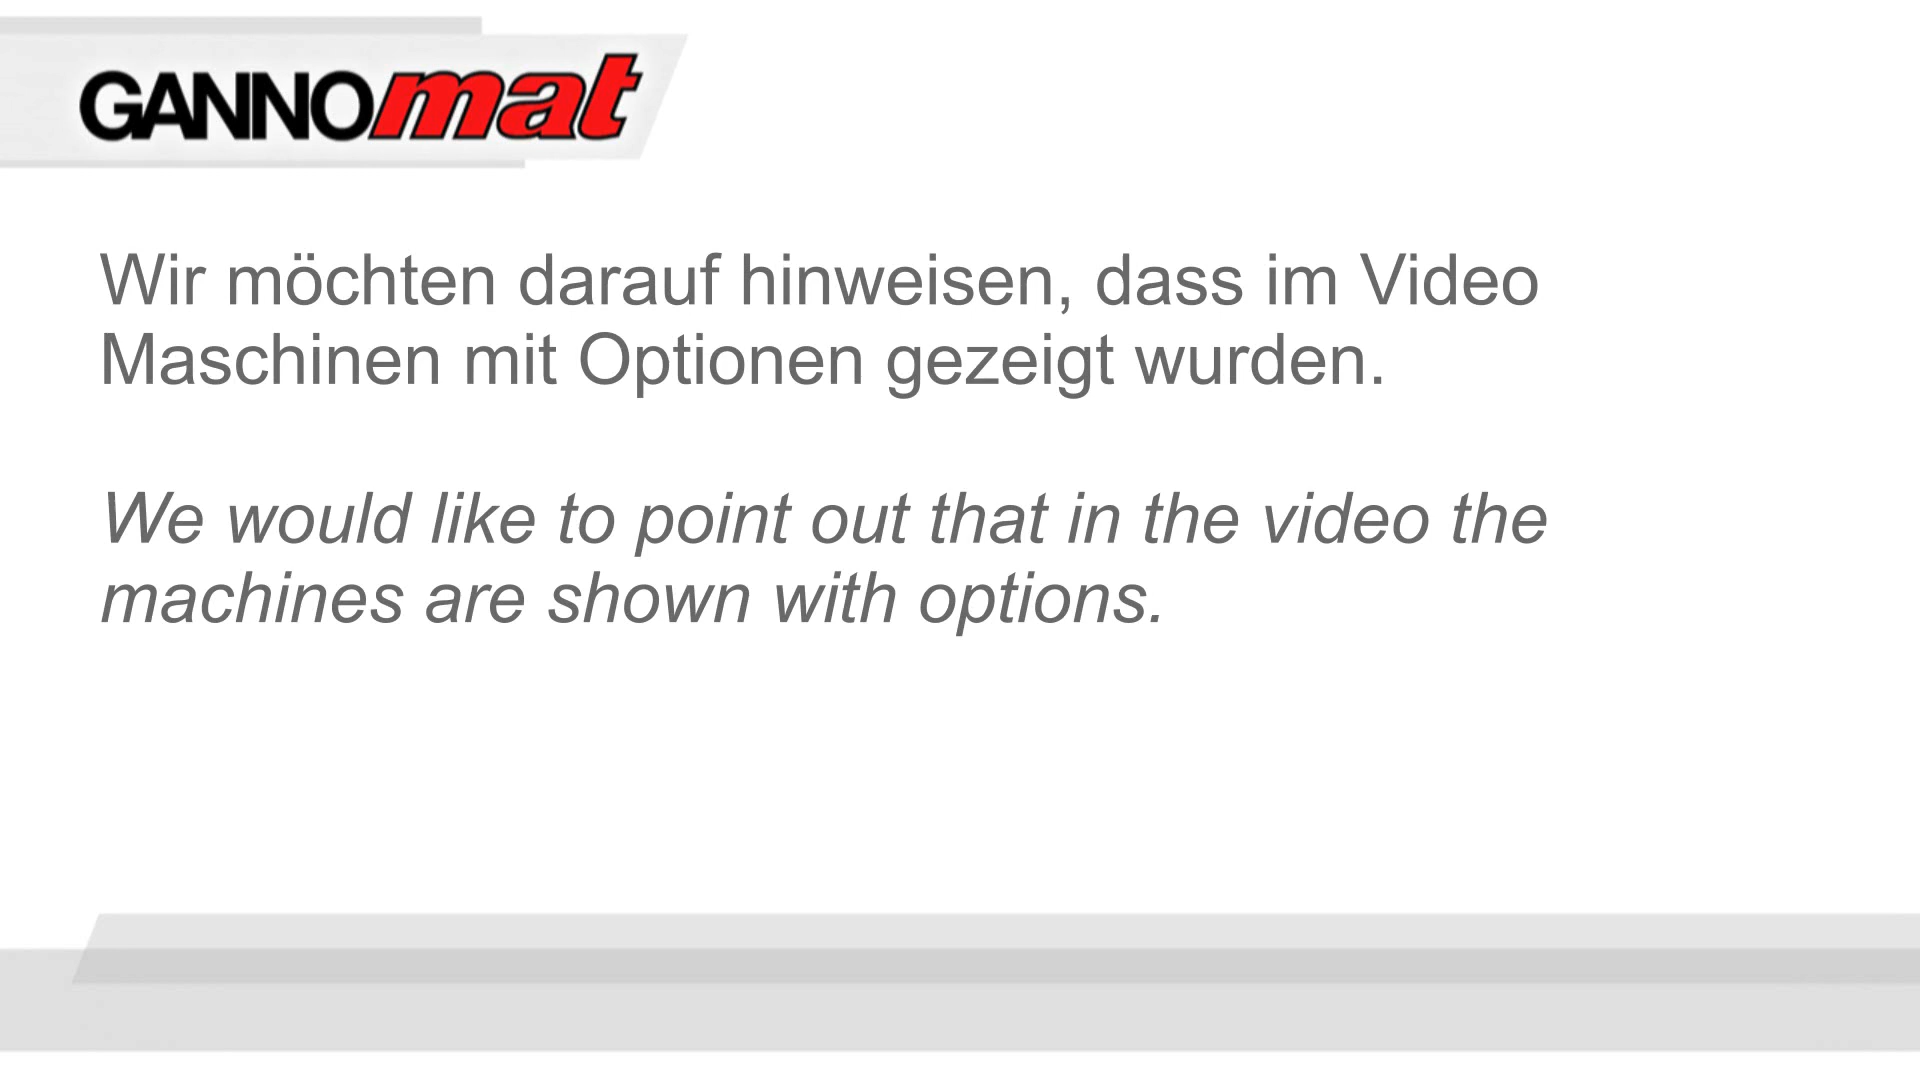 GANNOmat
Wir möchten darauf hinweisen, dass im Video
Maschinen mit Optionen gezeigt wurden.
We would like to point out that in the video the
machines are shown with options.